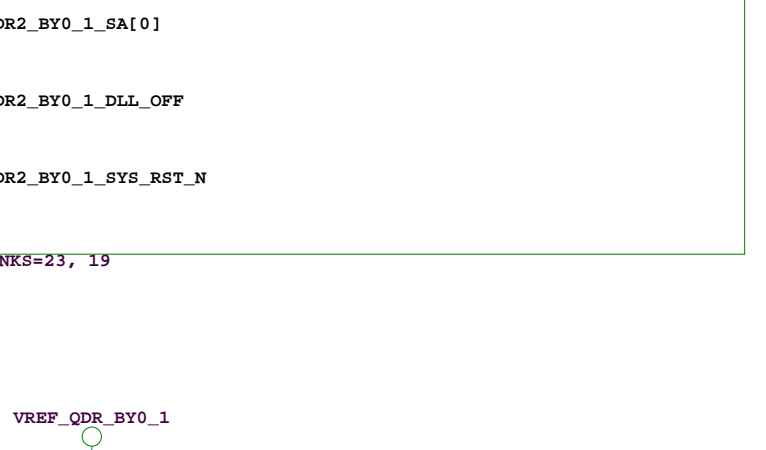 DR2_BY0_1_SA[0]
DR2_BY0_1_DLL_OFF
DR2_BY0_1_SYS_RST_N
NKS=23, 19
VREF_QDR_BY0_1